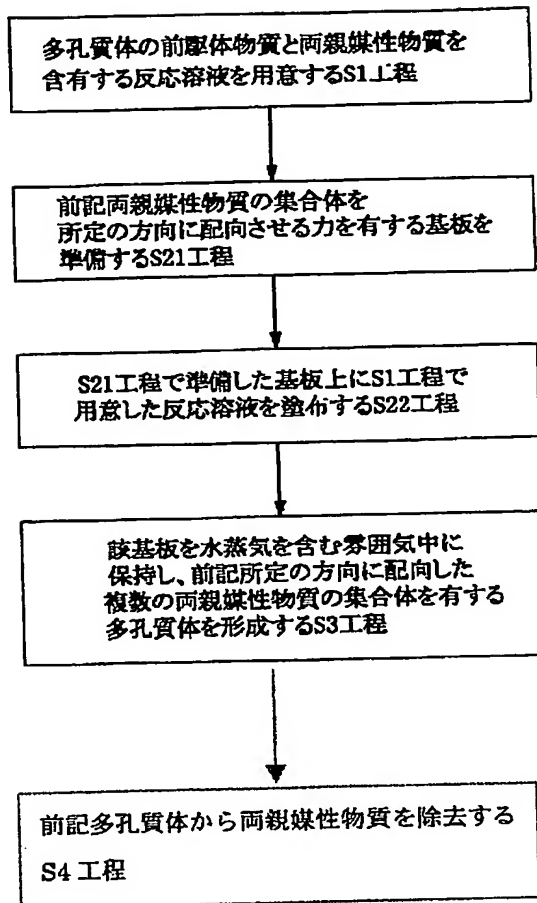 多孔質体の前駆体物質と両親媒性物質を
含有する反応溶液を用意するS1工程
前記両親媒性物質の集合体を
所定の方向に配向させる力を有する基板を
準備するS21工程
S21工程で準備した基板上にS1工程で
用意した反応溶液を塗布するS22工程
該基板を水蒸気を含む雰囲気中に
保持し、前記所定の方向に配向した
複数の両親媒性物質の集合体を有する
多孔質体を形成するS3工程
前記多孔質体から両親媒性物質を除去する
S4工程